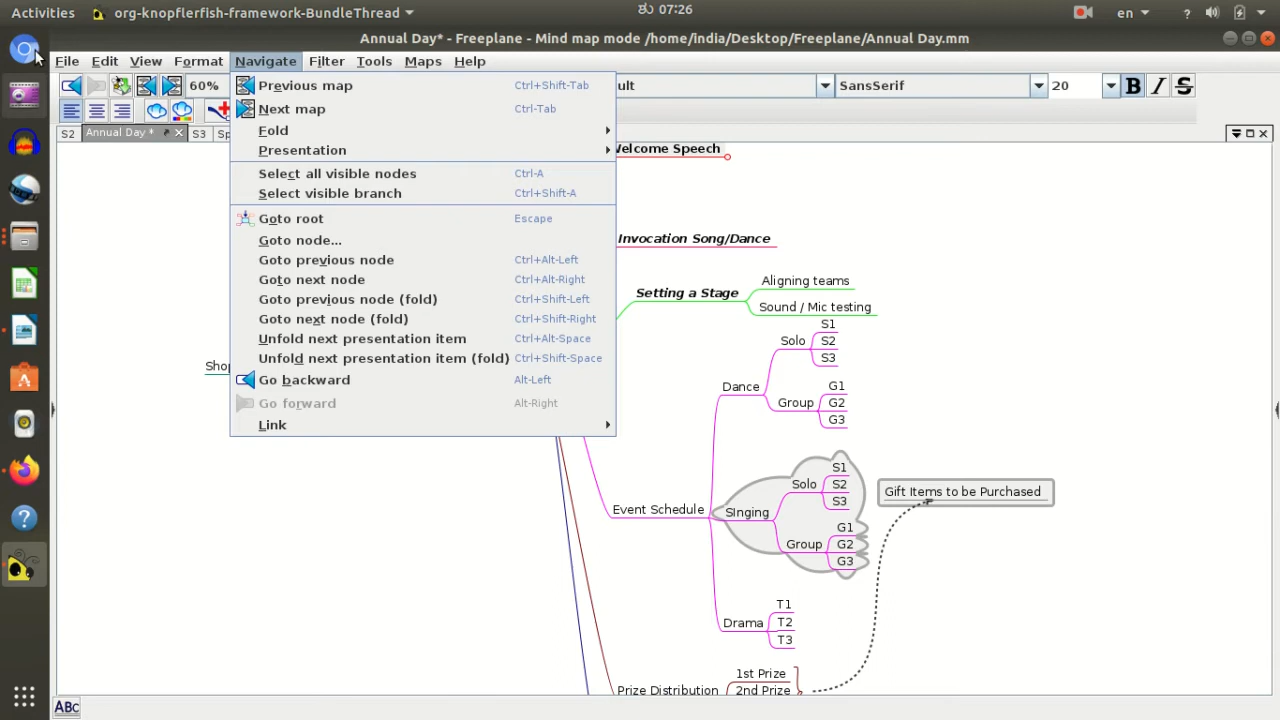 Activities org-knopflerfish-framework-BundleThread 07:26 en
Annual Day* - Freeplane - Mind map mode /home/india/Desktop/Freeplane/Annual Day.mm
File Edit View Format Navigate Filter Tools Maps Help
60% SansSerif 20 B I S
S2 Annual Day * S3
Previous map Ctrl+Shift-Tab
Next map Ctrl-Tab
Fold
Presentation
Select all visible nodes Ctrl-A
Select visible branch Ctrl+Shift-A
Goto root Escape
Goto node...
Goto previous node Ctrl+Alt-Left
Goto next node Ctrl+Alt-Right
Goto previous node (fold) Ctrl+Shift-Left
Goto next node (fold) Ctrl+Shift-Right
Unfold next presentation item Ctrl+Alt-Space
Unfold next presentation item (fold) Ctrl+Shift-Space
Go backward Alt-Left
Go forward Alt-Right
Link
Welcome Speech
Invocation Song/Dance
Setting a Stage
Aligning teams
Sound / Mic testing
Event Schedule
Dance
Solo
S1
S2
S3
Group
G1
G2
G3
SInging
Solo
S1
S2
S3
Group
G1
G2
G3
Drama
T1
T2
T3
Gift Items to be Purchased
Prize Distribution
1st Prize
2nd Prize
ABc